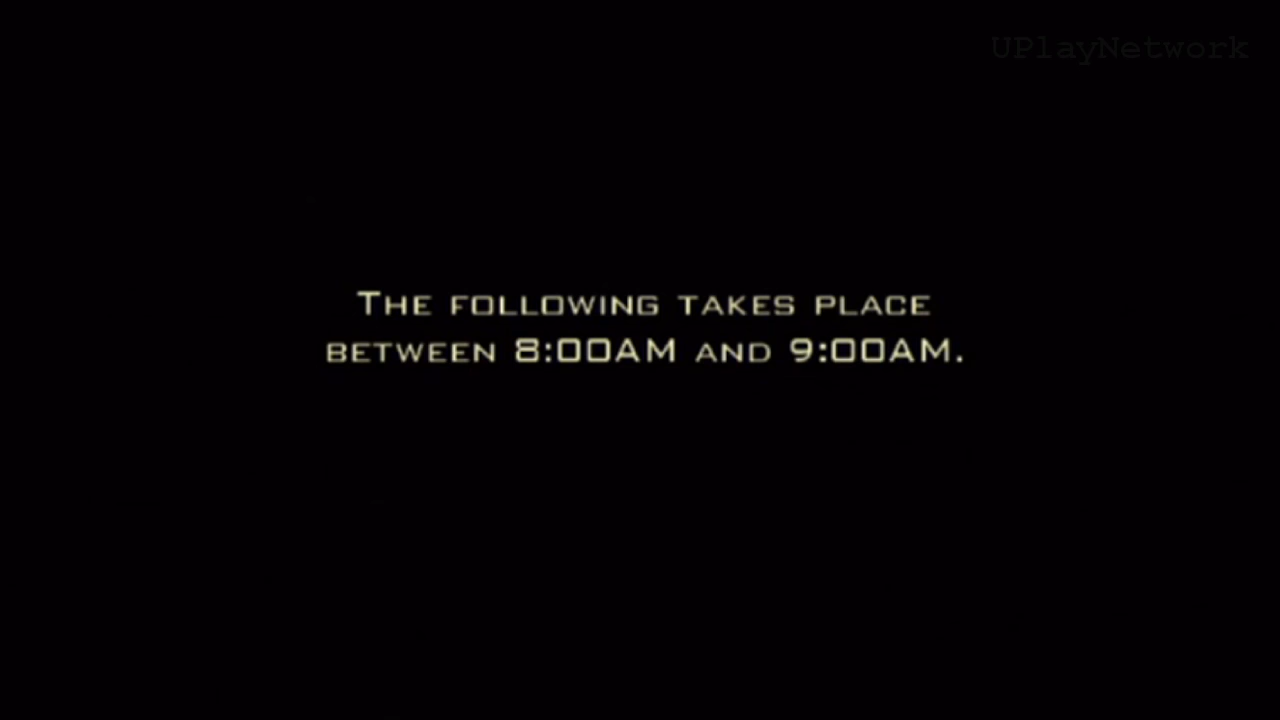 UPlayNetwork
THE FOLLOWING TAKES PLACE
BETWEEN 8:00AM AND 9:00AM.